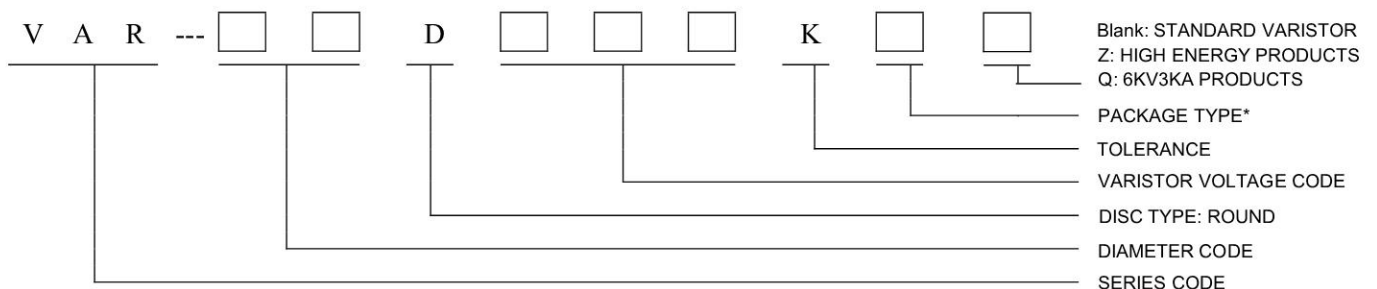 V A R --- D K
Blank: STANDARD VARISTOR
Z: HIGH ENERGY PRODUCTS
Q: 6KV3KA PRODUCTS
PACKAGE TYPE*
TOLERANCE
VARISTOR VOLTAGE CODE
DISC TYPE: ROUND
DIAMETER CODE
SERIES CODE